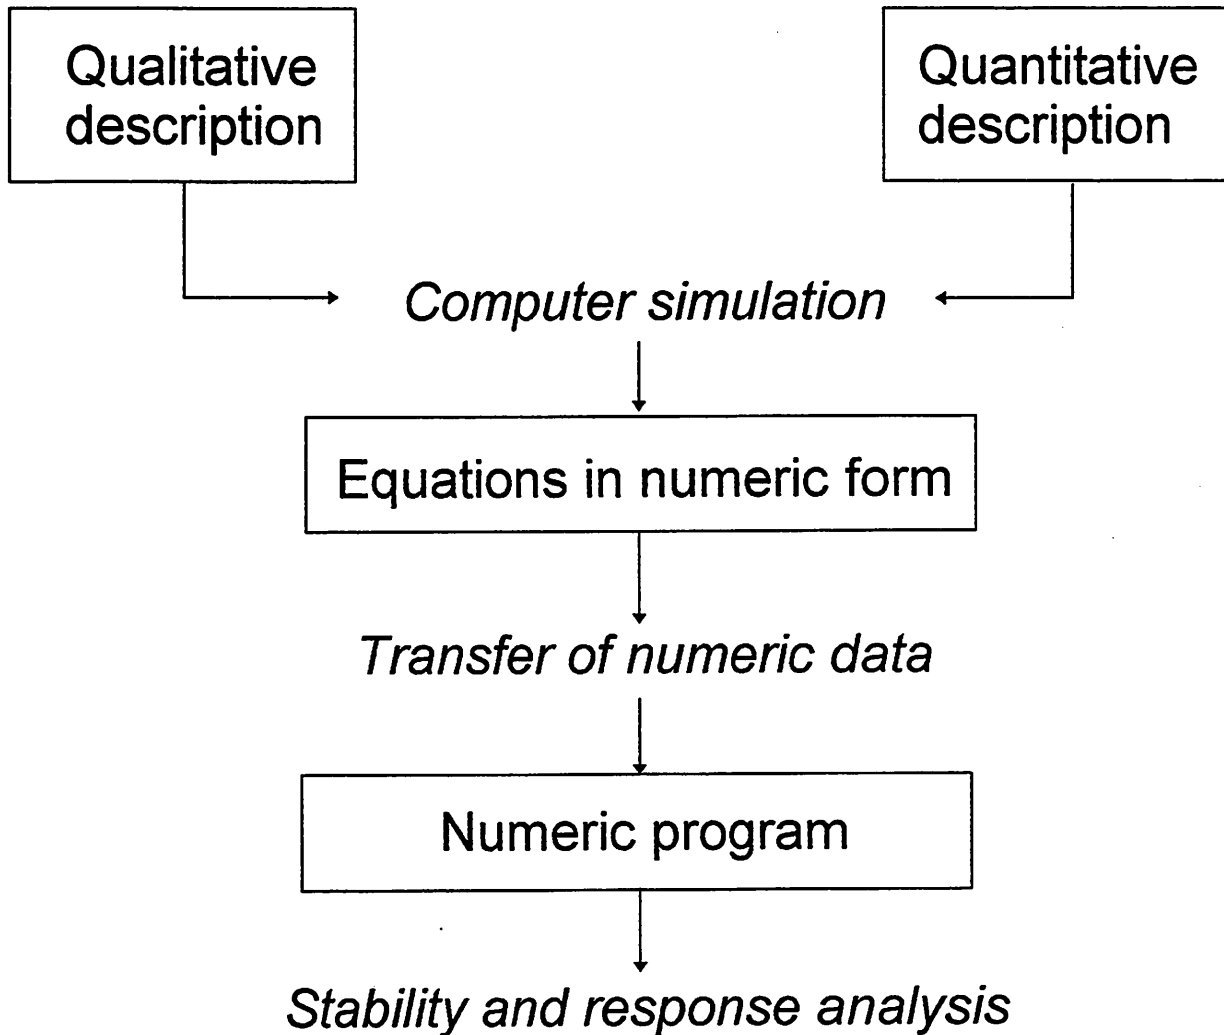 Qualitative
description
Quantitative
description
Computer simulation
Equations in numeric form
Transfer of numeric data
Numeric program
Stability and response analysis